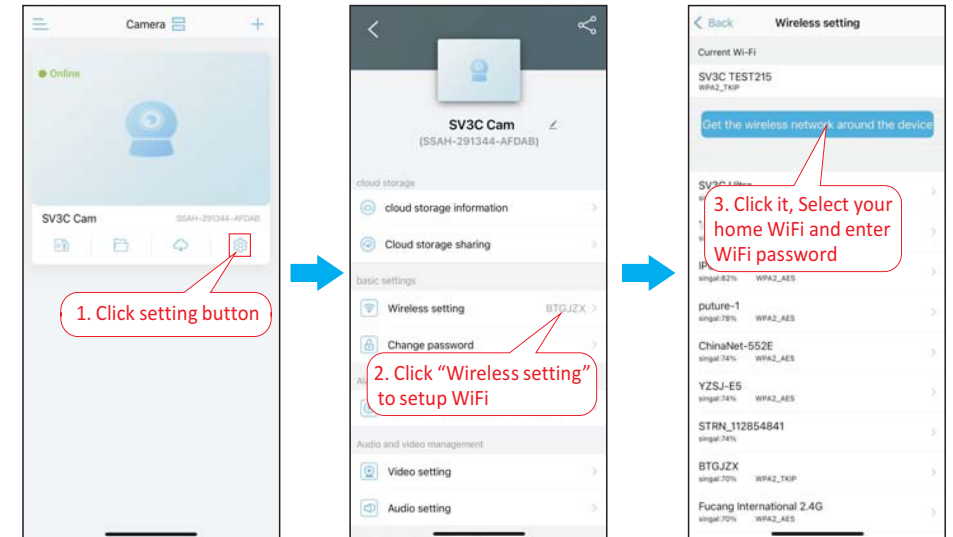 Camera
Online
SV3C Cam
SSAH-291344-AFDAB
1. Click setting button
SV3C Cam
(SSAH-291344-AFDAB)
cloud storage
cloud storage information
Cloud storage sharing
basic settings
Wireless setting
BTGJZX
Change password
2. Click “Wireless setting”
to setup WiFi
Audio and video management
Video setting
Audio setting
Back
Wireless setting
Current Wi-Fi
SV3C TEST215
WPA2_TKIP
Get the wireless network around the device
3. Click it, Select your
home WiFi and enter
WiFi password
singal:82% WPA2_AES
puture-1
singal:78% WPA2_AES
ChinaNet-552E
singal:74% WPA2_AES
YZSJ-E5
singal:74% WPA2_AES
STRN_112854841
singal:74%
BTGJZX
singal:70% WPA2_TKIP
Fucang International 2.4G
singal:70% WPA2_AES